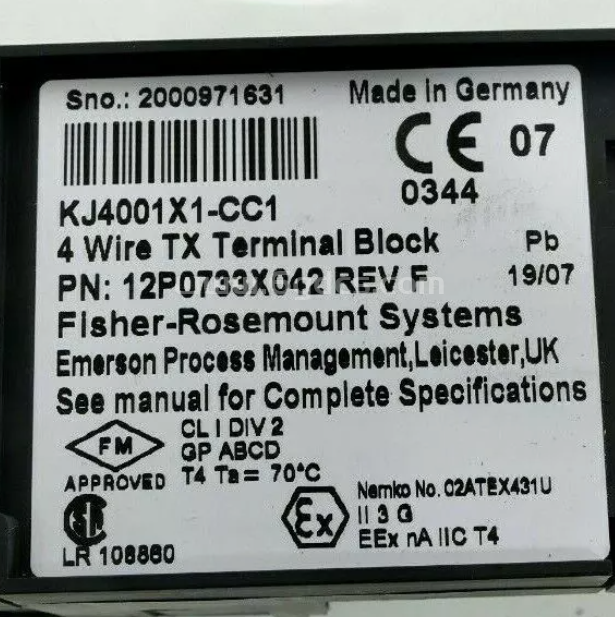 Sno.: 2000971631 Made in Germany
CE 07
0344
KJ4001X1-CC1
4 Wire TX Terminal Block Pb
PN: 12P0733X042 REV F 19/07
Fisher-Rosemount Systems
Emerson Process Management,Leicester,UK
See manual for Complete Specifications
FM CL I DIV 2
GP ABCD
APPROVED T4 Ta = 70°C
Nemko No. 02ATEX431U
Ex II 3 G
EEx nA IIC T4
LR 108860